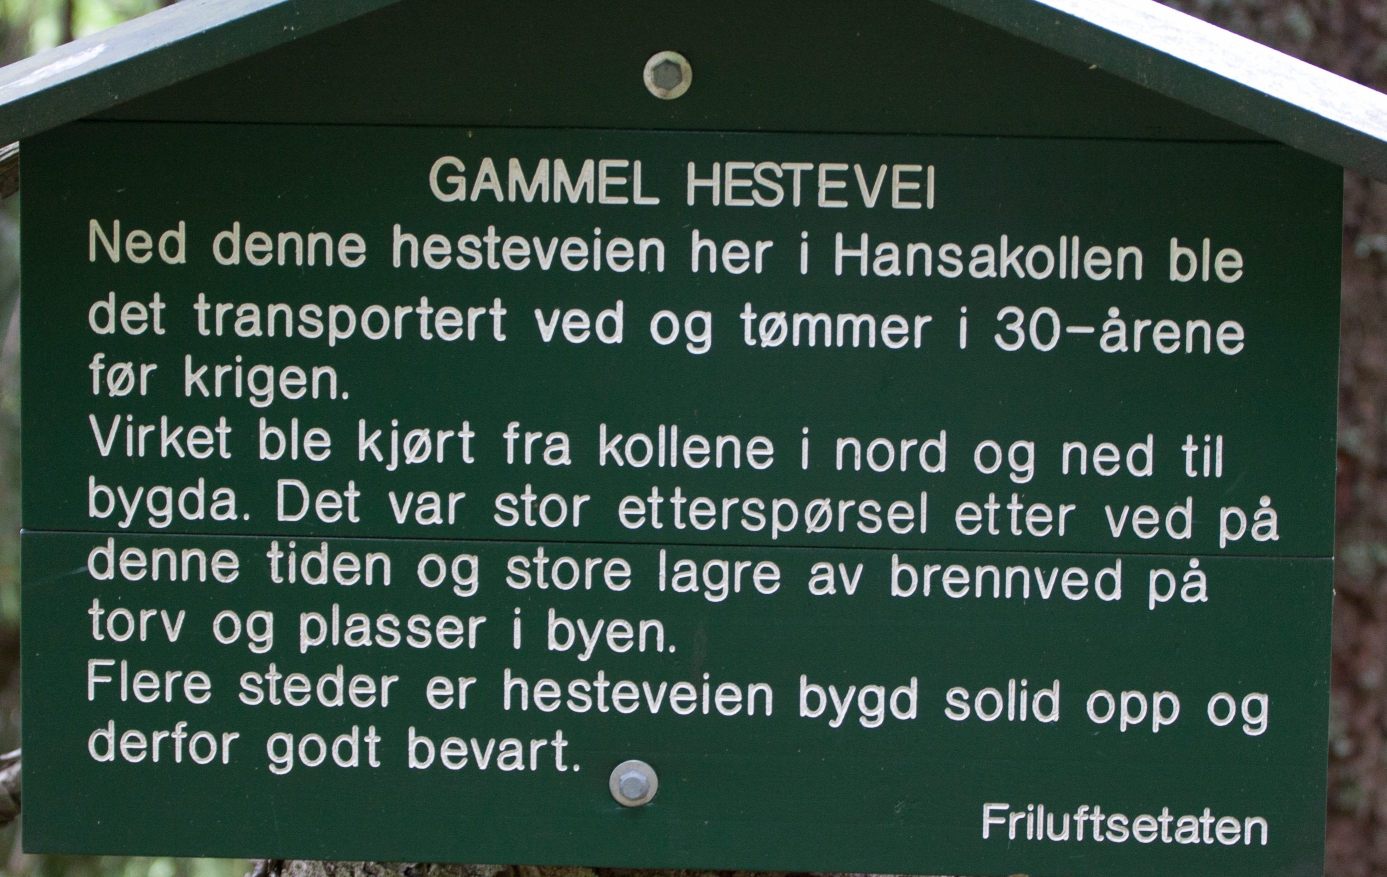 GAMMEL HESTEVEI
Ned denne hesteveien her i Hansakollen ble
det transportert ved og tømmer i 30-årene
før krigen.
Virket ble kjørt fra kollene i nord og ned til
bygda. Det var stor etterspørsel etter ved på
denne tiden og store lagre av brennved på
torv og plasser i byen.
Flere steder er hesteveien bygd solid opp og
derfor godt bevart.
Friluftsetaten